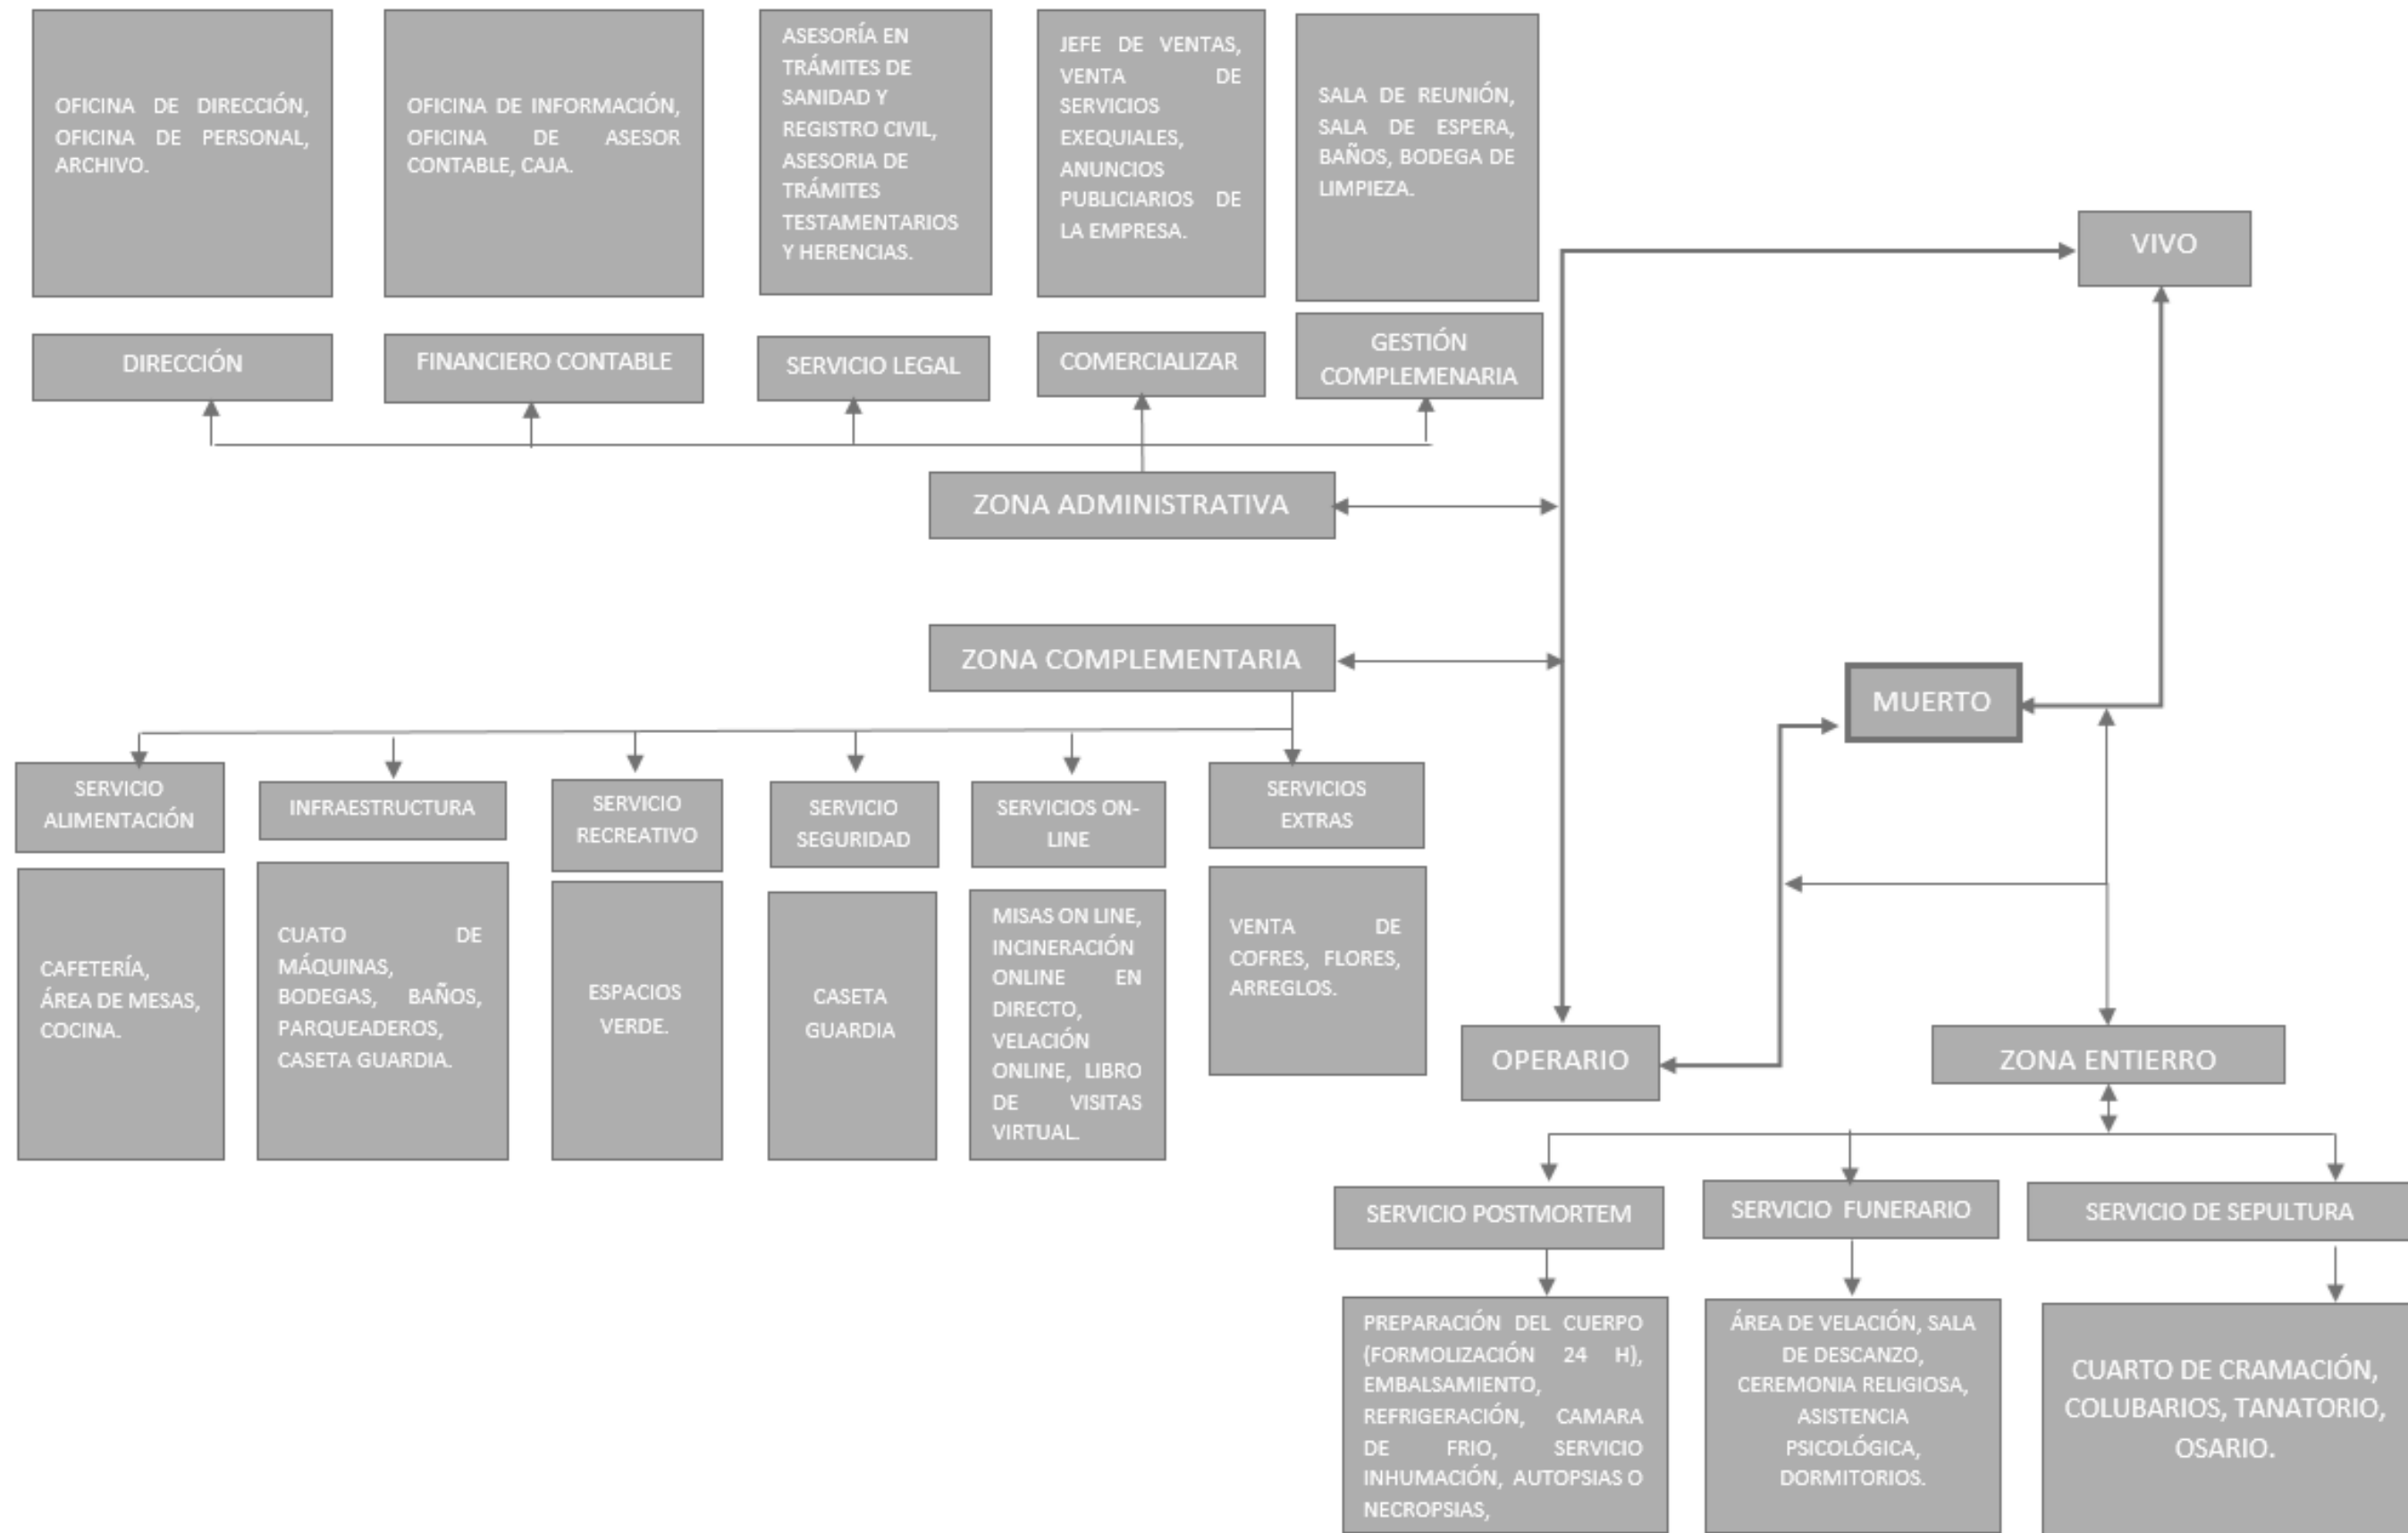 OFICINA DE DIRECCIÓN,
OFICINA DE PERSONAL,
ARCHIVO.
OFICINA DE INFORMACIÓN,
OFICINA DE ASESOR
CONTABLE, CAJA.
ASESORÍA EN
TRÁMITES DE
SANIDAD Y
REGISTRO CIVIL,
ASESORIA DE
TRÁMITES
TESTAMENTARIOS
Y HERENCIAS.
JEFE DE VENTAS,
VENTA DE
SERVICIOS
EXEQUIALES,
ANUNCIOS
PUBLICIARIOS DE
LA EMPRESA.
SALA DE REUNIÓN,
SALA DE ESPERA,
BAÑOS, BODEGA DE
LIMPIEZA.
VIVO
DIRECCIÓN
FINANCIERO CONTABLE
SERVICIO LEGAL
COMERCIALIZAR
GESTIÓN
COMPLEMENARIA
ZONA ADMINISTRATIVA
ZONA COMPLEMENTARIA
MUERTO
SERVICIO
ALIMENTACIÓN
INFRAESTRUCTURA
SERVICIO
RECREATIVO
SERVICIO
SEGURIDAD
SERVICIOS ON-
LINE
SERVICIOS
EXTRAS
CAFETERÍA,
ÁREA DE MESAS,
COCINA.
CUATO DE
MÁQUINAS,
BODEGAS, BAÑOS,
PARQUEADEROS,
CASETA GUARDIA.
ESPACIOS
VERDE.
CASETA
GUARDIA
MISAS ON LINE,
INCINERACIÓN
ONLINE EN
DIRECTO,
VELACIÓN
ONLINE, LIBRO
DE VISITAS
VIRTUAL.
VENTA DE
COFRES, FLORES,
ARREGLOS.
OPERARIO
ZONA ENTIERRO
SERVICIO POSTMORTEM
SERVICIO FUNERARIO
SERVICIO DE SEPULTURA
PREPARACIÓN DEL CUERPO
(FORMOLIZACIÓN 24 H),
EMBALSAMIENTO,
REFRIGERACIÓN, CAMARA
DE FRIO, SERVICIO
INHUMACIÓN, AUTOPSIAS O
NECROPSIAS,
ÁREA DE VELACIÓN, SALA
DE DESCANZO,
CEREMONIA RELIGIOSA,
ASISTENCIA
PSICOLÓGICA,
DORMITORIOS.
CUARTO DE CRAMACIÓN,
COLUBARIOS, TANATORIO,
OSARIO.